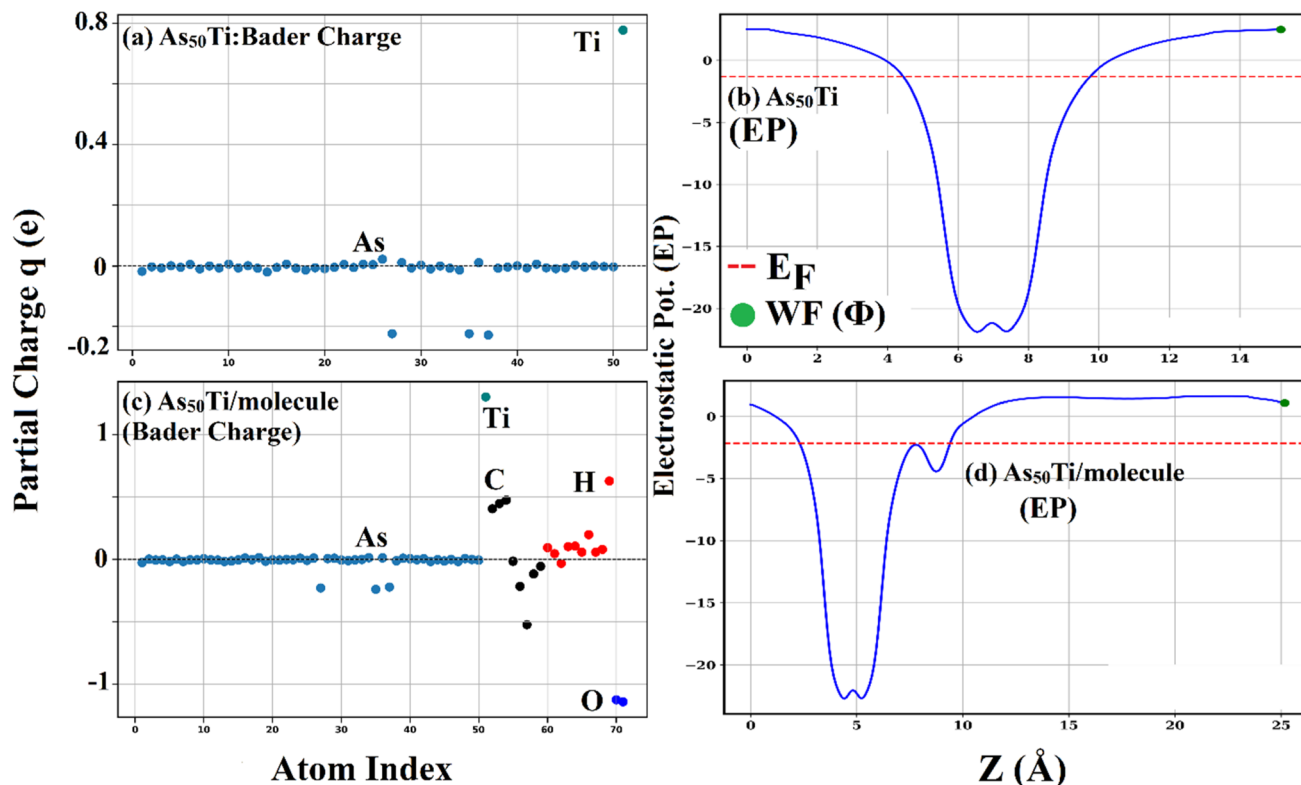 Partial Charge q (e)
(a) As₅₀Ti:Bader Charge
Ti
As
0.8
0.4
0
-0.2
0
10
20
30
40
50
Electrostatic Pot. (EP)
(b) As₅₀Ti
(EP)
E_F
WF (Φ)
0
−5
−10
−15
−20
0
2
4
6
8
10
12
14
(c) As₅₀Ti/molecule
(Bader Charge)
Ti
C
H
As
O
1
0
-1
0
10
20
30
40
50
60
70
Atom Index
(d) As₅₀Ti/molecule
(EP)
0
−5
−10
−15
−20
0
5
10
15
20
25
Z (Å)